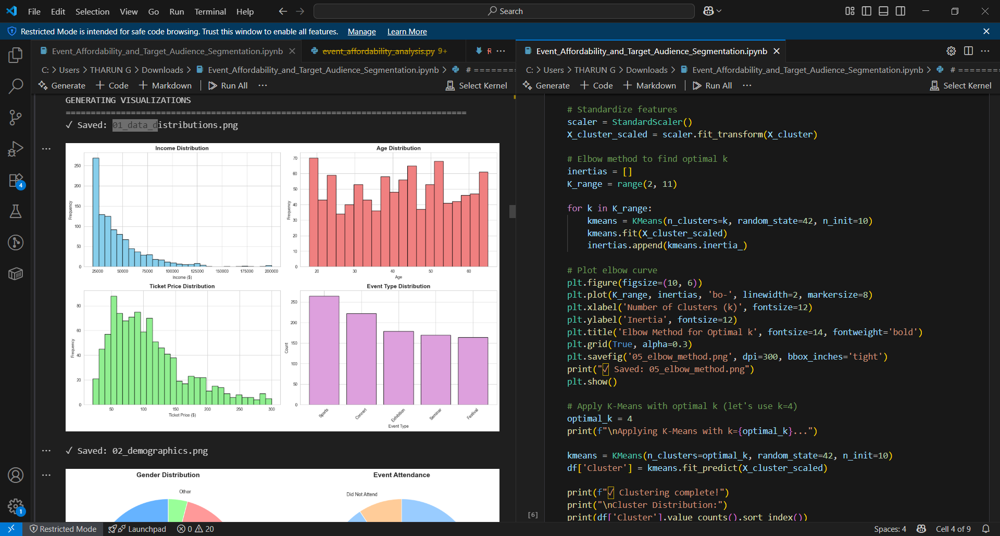 File Edit Selection View Go Run Terminal Help
Search
Restricted Mode is intended for safe code browsing. Trust this window to enable all features. Manage Learn More
Event_Affordability_and_Target_Audience_Segmentation.ipynb
event_affordability_analysis.py 9+
R
C: > Users > THARUN G > Downloads > Event_Affordability_and_Target_Audience_Segmentation.ipynb > # ========
Generate + Code + Markdown Run All ... Select Kernel
GENERATING VISUALIZATIONS
================================================================================
✓ Saved: 01_data_distributions.png
Income Distribution
250
200
150
100
50
0
Frequency
25000 50000 75000 100000 125000 150000 175000 200000
Income ($)
Age Distribution
70
60
50
40
30
20
10
0
Frequency
20 30 40 50 60
Age
Ticket Price Distribution
80
60
40
20
0
Frequency
50 100 150 200 250 300
Ticket Price ($)
Event Type Distribution
250
200
150
100
50
0
Count
Sports Concert Exhibition Seminar Festival
Event Type
✓ Saved: 02_demographics.png
Gender Distribution
Other
Event Attendance
Did Not Attend
Event_Affordability_and_Target_Audience_Segmentation.ipynb
C: > Users > THARUN G > Downloads > Event_Affordability_and_Target_Audience_Segmentation.ipynb > # =======
Generate + Code + Markdown Run All ... Select Kernel
# Standardize features
scaler = StandardScaler()
X_cluster_scaled = scaler.fit_transform(X_cluster)
# Elbow method to find optimal k
inertias = []
K_range = range(2, 11)
for k in K_range:
kmeans = KMeans(n_clusters=k, random_state=42, n_init=10)
kmeans.fit(X_cluster_scaled)
inertias.append(kmeans.inertia_)
# Plot elbow curve
plt.figure(figsize=(10, 6))
plt.plot(K_range, inertias, 'bo-', linewidth=2, markersize=8)
plt.xlabel('Number of Clusters (k)', fontsize=12)
plt.ylabel('Inertia', fontsize=12)
plt.title('Elbow Method for Optimal k', fontsize=14, fontweight='bold')
plt.grid(True, alpha=0.3)
plt.savefig('05_elbow_method.png', dpi=300, bbox_inches='tight')
print("✓ Saved: 05_elbow_method.png")
plt.show()
# Apply K-Means with optimal k (let's use k=4)
optimal_k = 4
print(f"\nApplying K-Means with k={optimal_k}...")
kmeans = KMeans(n_clusters=optimal_k, random_state=42, n_init=10)
df['Cluster'] = kmeans.fit_predict(X_cluster_scaled)
print(f"✓ Clustering complete!")
print("\nCluster Distribution:")
[6]
print(df['Cluster'].value_counts().sort_index())
4
1
Restricted Mode Launchpad 0 20 Spaces: 4 Cell 4 of 9